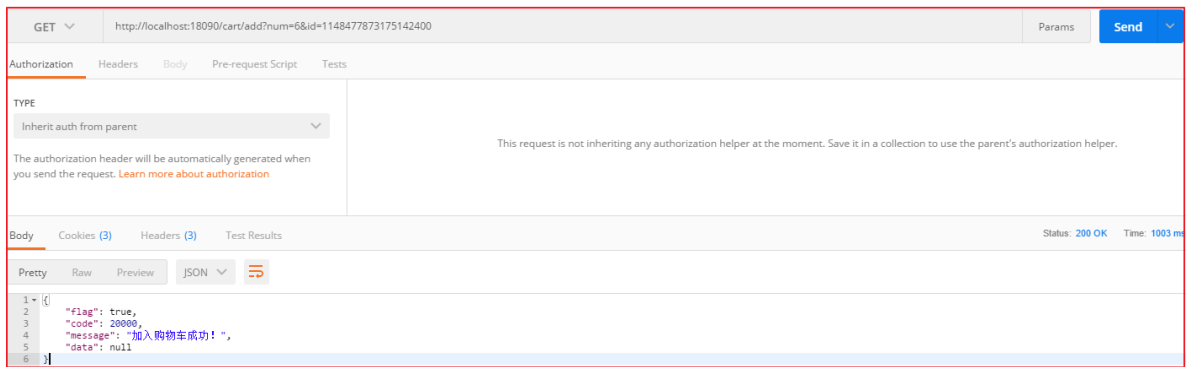 GET http://localhost:18090/cart/add?num=6&id=1148477873175142400 Params Send
Authorization Headers Body Pre-request Script Tests
TYPE
Inherit auth from parent
The authorization header will be automatically generated when
you send the request. Learn more about authorization
This request is not inheriting any authorization helper at the moment. Save it in a collection to use the parent's authorization helper.
Body Cookies (3) Headers (3) Test Results Status: 200 OK Time: 1003 ms
Pretty Raw Preview JSON
1 {
2 "flag": true,
3 "code": 20000,
4 "message": "加入购物车成功！",
5 "data": null
6 }